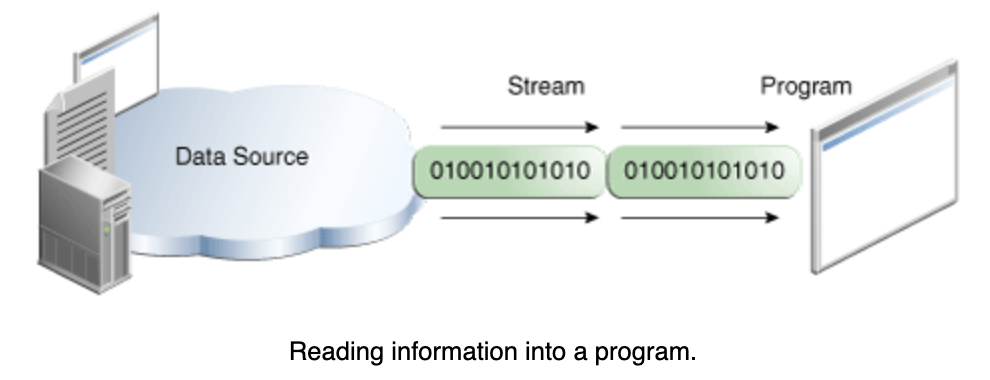 Stream
Program
Data Source
010010101010
010010101010
Reading information into a program.